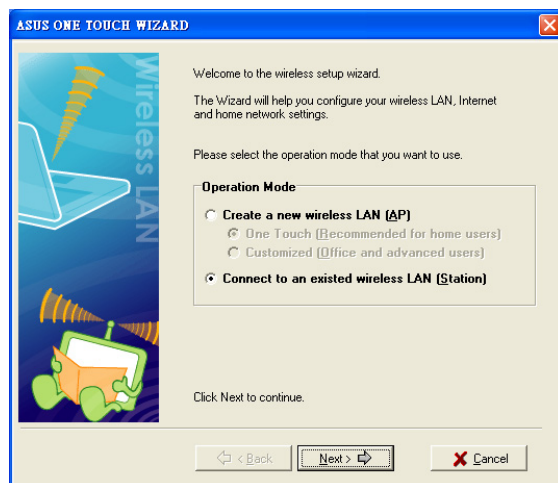 ASUS ONE TOUCH WIZARD
Wireless LAN
Welcome to the wireless setup wizard.
The Wizard will help you configure your wireless LAN, Internet
and home network settings.
Please select the operation mode that you want to use.
Operation Mode
Create a new wireless LAN (AP)
One Touch (Recommended for home users)
Customized (Office and advanced users)
Connect to an existed wireless LAN (Station)
Click Next to continue.
< Back
Next >
Cancel